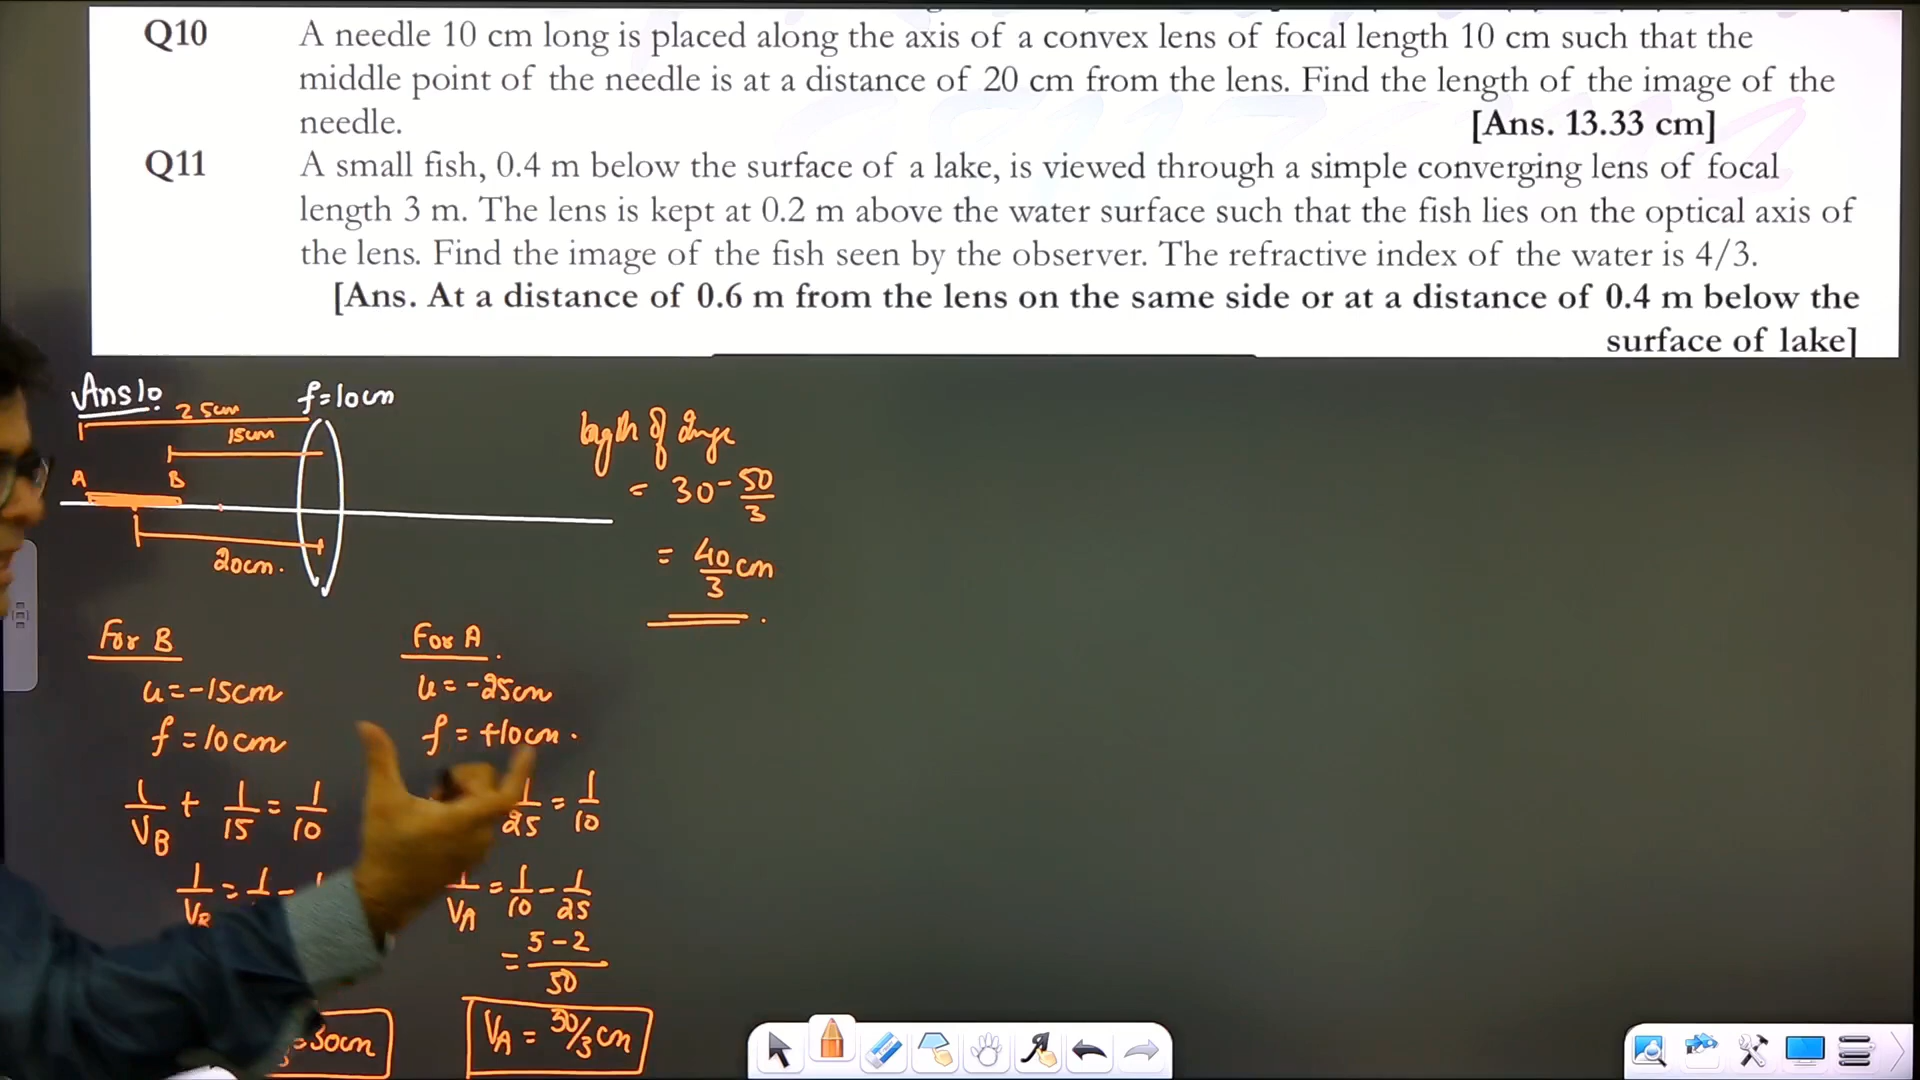 Q10 A needle 10 cm long is placed along the axis of a convex lens of focal length 10 cm such that the
middle point of the needle is at a distance of 20 cm from the lens. Find the length of the image of the
needle. [Ans. 13.33 cm]
Q11 A small fish, 0.4 m below the surface of a lake, is viewed through a simple converging lens of focal
length 3 m. The lens is kept at 0.2 m above the water surface such that the fish lies on the optical axis of
the lens. Find the image of the fish seen by the observer. The refractive index of the water is 4/3.
[Ans. At a distance of 0.6 m from the lens on the same side or at a distance of 0.4 m below the
surface of lake]
Ans10
f=10cm
25cm
15cm
A B
20cm.
length of
= 30 - 50/3
= 40/3 cm
For B
u = -15cm
f = 10cm
1/VB + 1/15 = 1/10
For A
u = -25cm
f = +10cm.
1/25 = 1/10
1/VA = 1/10 - 1/25
= 5-2/50
=30cm
VA = 50/3 cm